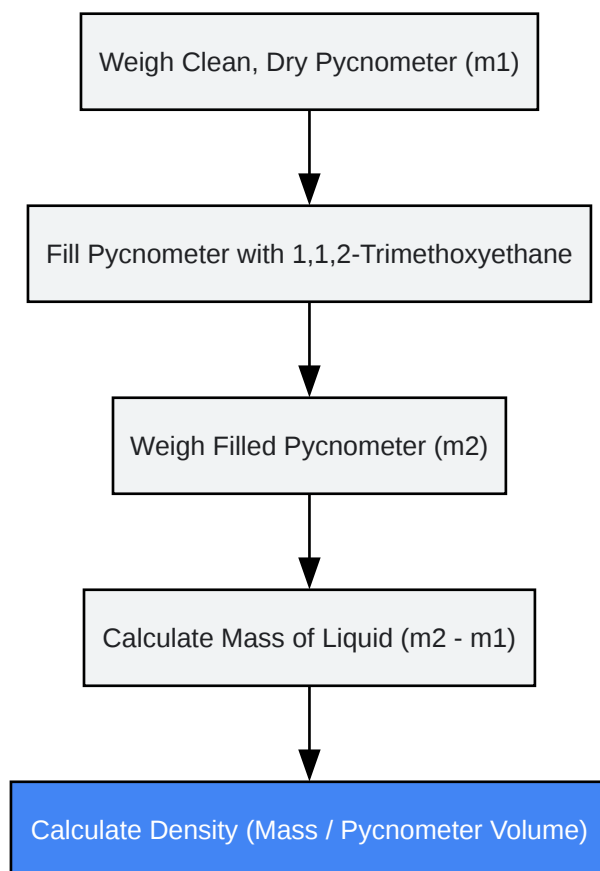 Weigh Clean, Dry Pycnometer (m1)
Fill Pycnometer with 1,1,2-Trimethoxyethane
Weigh Filled Pycnometer (m2)
Calculate Mass of Liquid (m2 - m1)
Calculate Density (Mass / Pycnometer Volume)